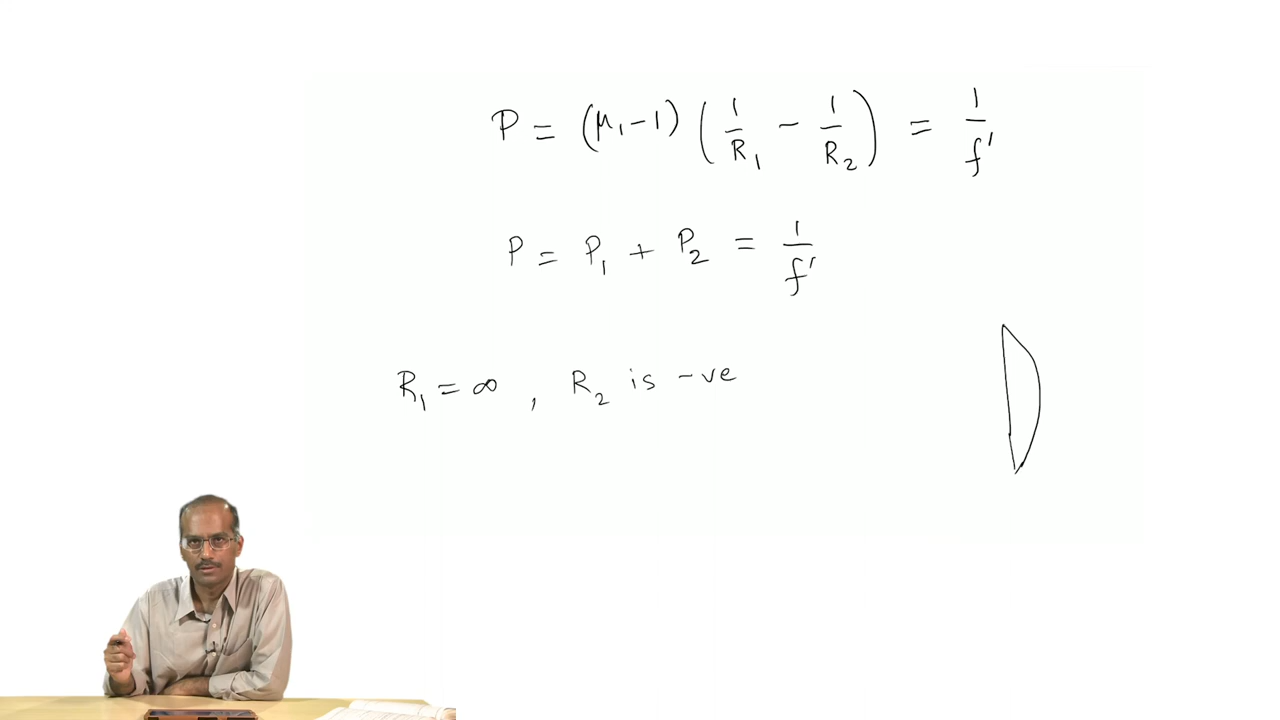 P = (μ₁-1) (1/R₁ - 1/R₂) = 1/f'
P = P₁ + P₂ = 1/f'
R₁ = ∞ , R₂ is -ve